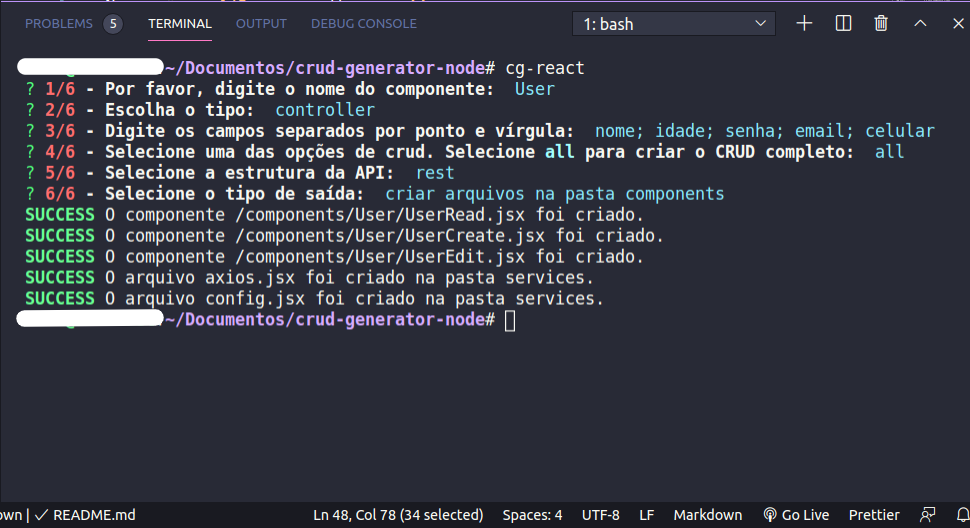 PROBLEMS 5 TERMINAL OUTPUT DEBUG CONSOLE 1: bash
~/Documentos/crud-generator-node# cg-react
? 1/6 - Por favor, digite o nome do componente: User
? 2/6 - Escolha o tipo: controller
? 3/6 - Digite os campos separados por ponto e vírgula: nome; idade; senha; email; celular
? 4/6 - Selecione uma das opções de crud. Selecione all para criar o CRUD completo: all
? 5/6 - Selecione a estrutura da API: rest
? 6/6 - Selecione o tipo de saída: criar arquivos na pasta components
SUCCESS O componente /components/User/UserRead.jsx foi criado.
SUCCESS O componente /components/User/UserCreate.jsx foi criado.
SUCCESS O componente /components/User/UserEdit.jsx foi criado.
SUCCESS O arquivo axios.jsx foi criado na pasta services.
SUCCESS O arquivo config.jsx foi criado na pasta services.
~/Documentos/crud-generator-node#
own | ✓ README.md Ln 48, Col 78 (34 selected) Spaces: 4 UTF-8 LF Markdown Go Live Prettier